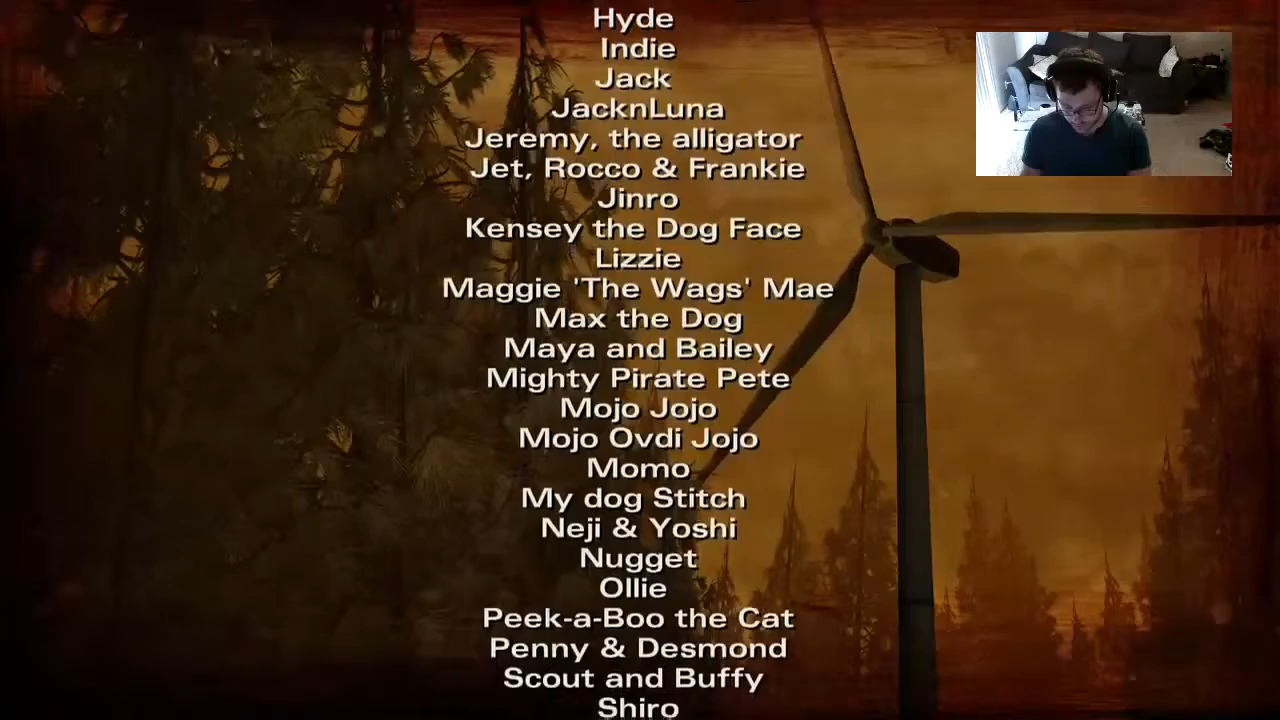 Hyde
Indie
Jack
JacknLuna
Jeremy, the alligator
Jet, Rocco & Frankie
Jinro
Kensey the Dog Face
Lizzie
Maggie 'The Wags' Mae
Max the Dog
Maya and Bailey
Mighty Pirate Pete
Mojo Jojo
Mojo Ovdi Jojo
Momo
My dog Stitch
Neji & Yoshi
Nugget
Ollie
Peek-a-Boo the Cat
Penny & Desmond
Scout and Buffy
Shiro